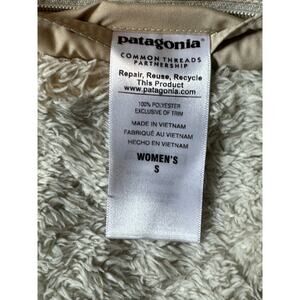 patagonia®
COMMON THREADS
PARTNERSHIP
Repair, Reuse, Recycle
This Product
www.patagonia.com
100% POLYESTER
EXCLUSIVE OF TRIM
MADE IN VIETNAM
FABRIQUÉ AU VIETNAM
HECHO EN VIETNAM
WOMEN'S
S